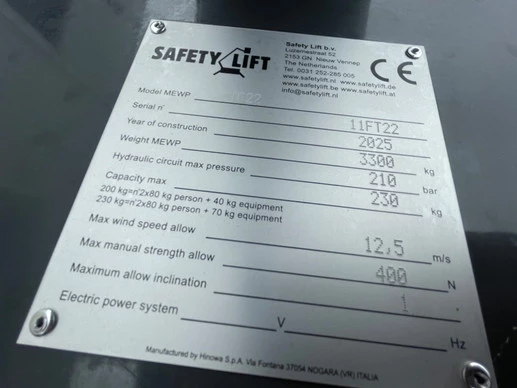 SAFETY LIFT
Safety Lift b.v.
Luzernestraat 52
2153 GN Nieuw Vennep
The Netherlands
Tel. 0031 252-285 005
www.safetylift.nl www.safetylift.de
www.safetylift.be www.safetylift.at
info@safetylift.nl
CE
Model MEWP
Serial n'
Year of construction 11FT22
Weight MEWP 2025
Hydraulic circuit max pressure 3300 kg
Capacity max 210 bar
200 kg=n'2x80 kg person + 40 kg equipment 230 kg
230 kg=n'2x80 kg person + 70 kg equipment
Max wind speed allow 12,5 m/s
Max manual strength allow 400 N
Maximum allow inclination 1 .
Electric power system V Hz
Manufactured by Hinowa S.p.A. Via Fontana 37054 NOGARA (VR) ITALIA